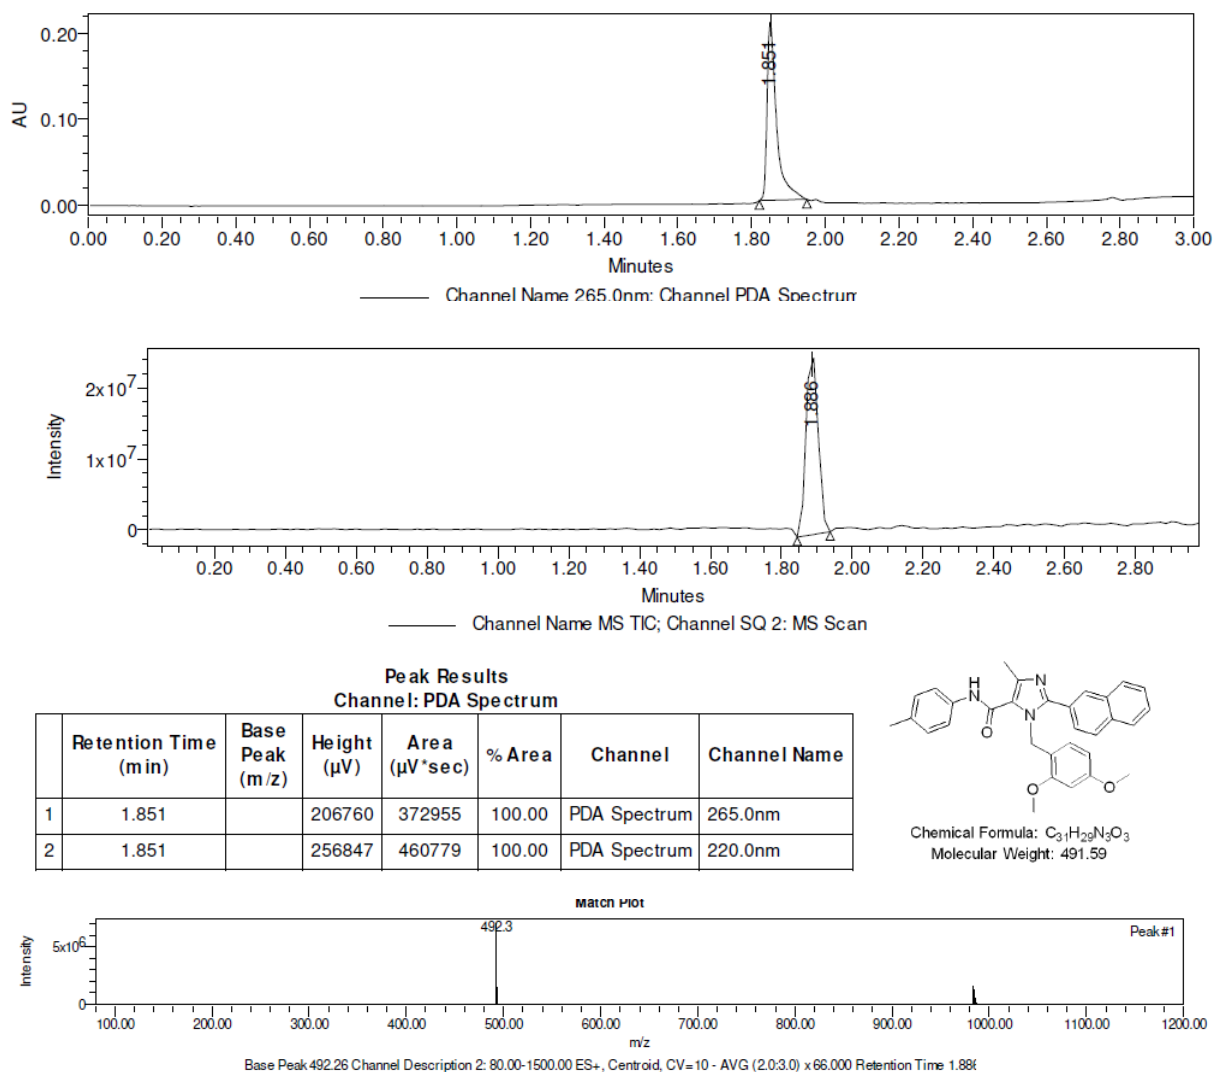 0.20
0.10
0.00
AU
1.851
0.00 0.20 0.40 0.60 0.80 1.00 1.20 1.40 1.60 1.80 2.00 2.20 2.40 2.60 2.80 3.00
Minutes
Channel Name 265.0nm; Channel PDA Spectrum
2x10⁷
1x10⁷
0
Intensity
1.886
0.20 0.40 0.60 0.80 1.00 1.20 1.40 1.60 1.80 2.00 2.20 2.40 2.60 2.80
Minutes
Channel Name MS TIC; Channel SQ 2: MS Scan
Peak Results
Channel: PDA Spectrum
Retention Time (min) Base Peak (m/z) Height (µV) Area (µV*sec) % Area Channel Channel Name
1 1.851 206760 372955 100.00 PDA Spectrum 265.0nm
2 1.851 256847 460779 100.00 PDA Spectrum 220.0nm
N
H
N
N
O
O
O
Chemical Formula: C₃₁H₂₉N₃O₃
Molecular Weight: 491.59
Match Plot
492.3
Peak#1
5x10⁶
0
Intensity
100.00 200.00 300.00 400.00 500.00 600.00 700.00 800.00 900.00 1000.00 1100.00 1200.00
m/z
Base Peak 492.26 Channel Description 2: 80.00-1500.00 ES+, Centroid, CV=10 - AVG (2.0:3.0) x 66.000 Retention Time